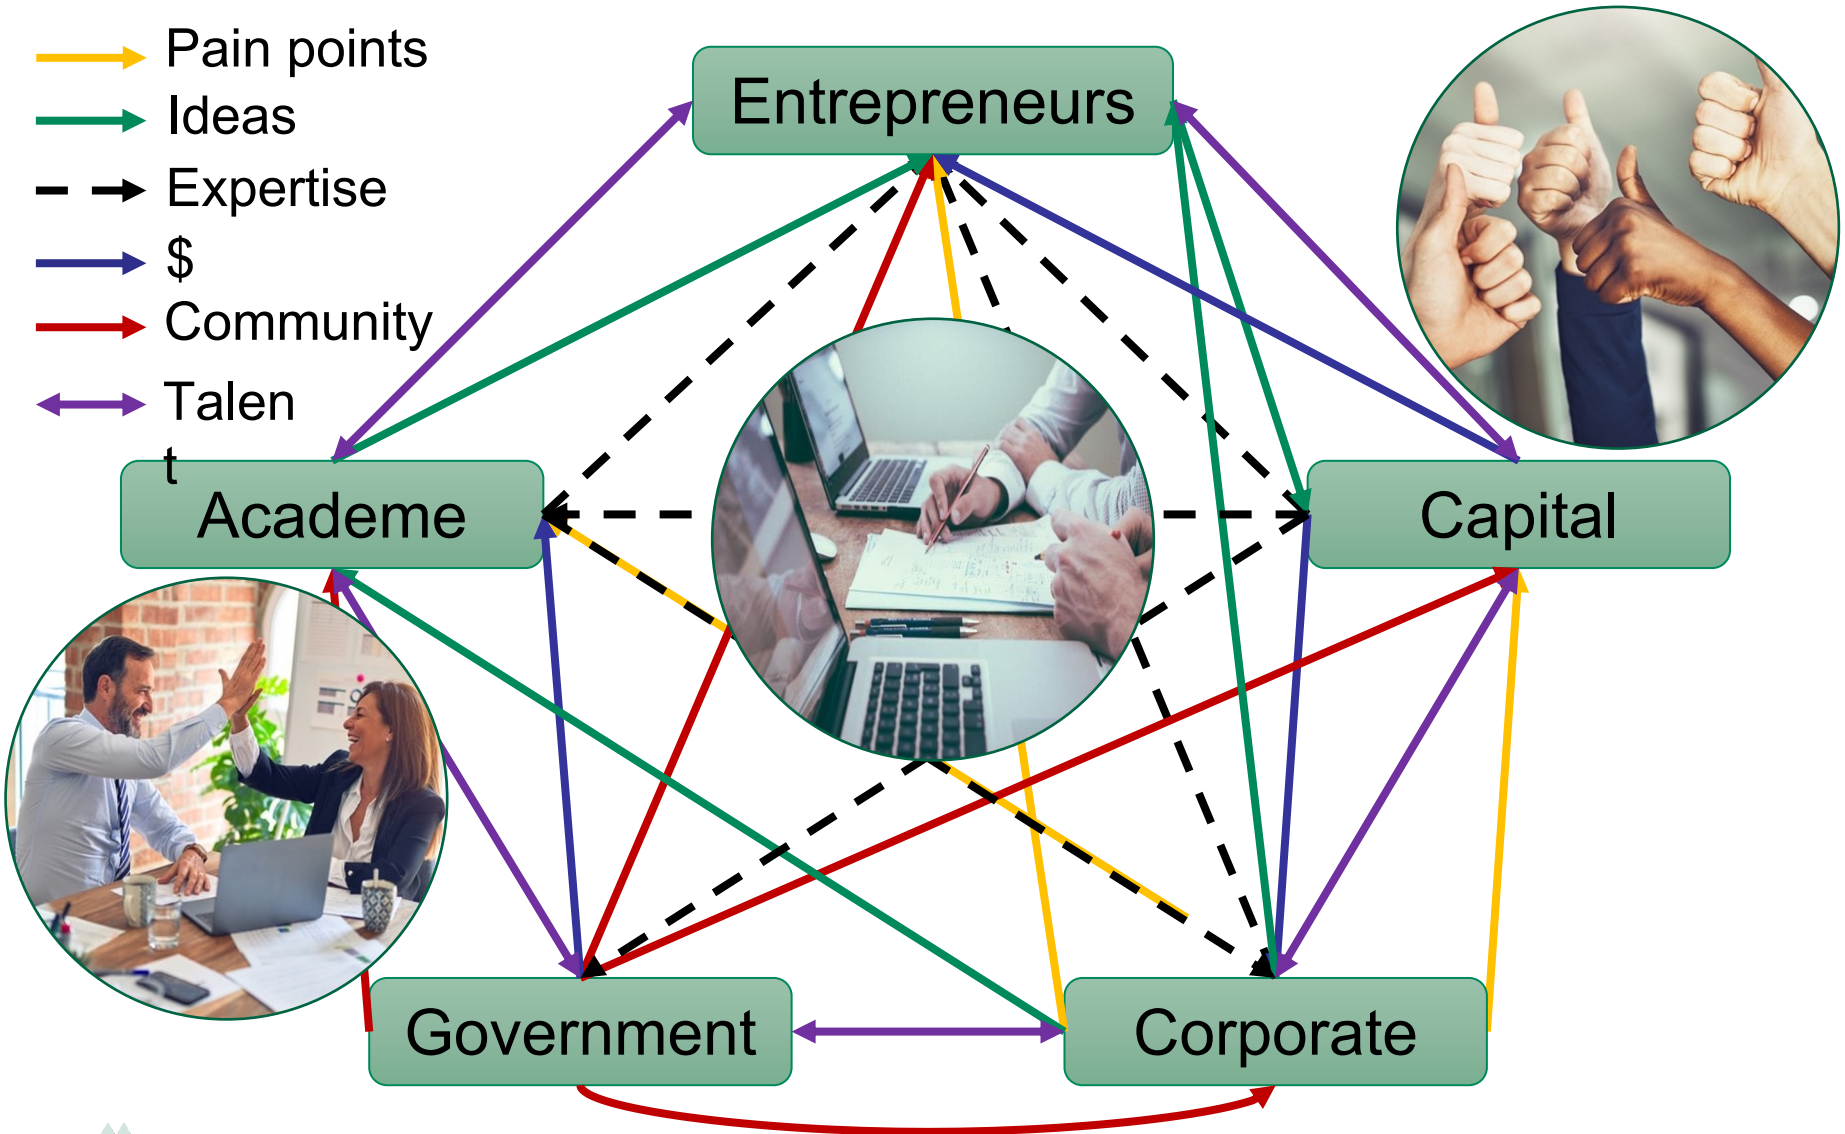 Pain points
Ideas
Expertise
$
Community
Talen
t
Entrepreneurs
Academe
Capital
Government
Corporate